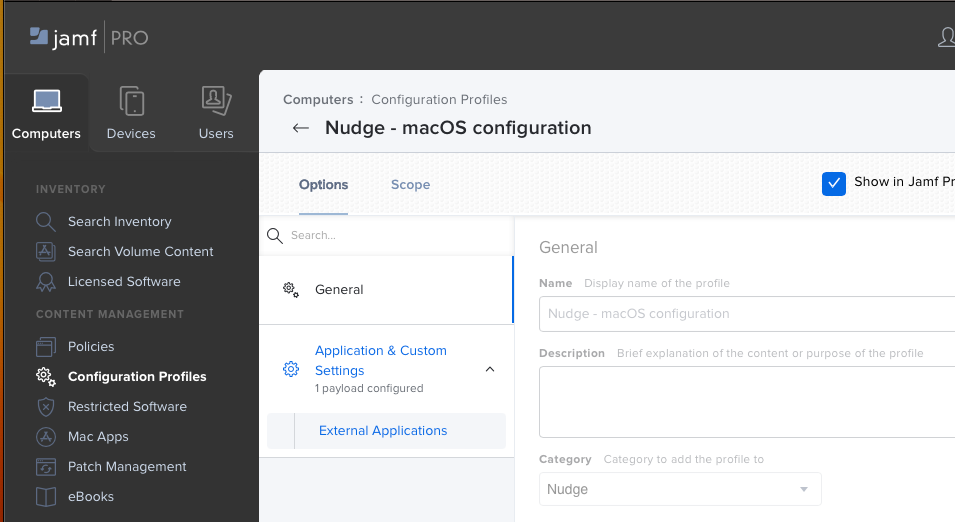 jamf PRO
Computers
Devices
Users
INVENTORY
Search Inventory
Search Volume Content
Licensed Software
CONTENT MANAGEMENT
Policies
Configuration Profiles
Restricted Software
Mac Apps
Patch Management
eBooks
Computers : Configuration Profiles
← Nudge - macOS configuration
Options
Scope
Show in Jamf Pr
Search...
General
Application & Custom
Settings
1 payload configured
External Applications
General
Name Display name of the profile
Nudge - macOS configuration
Description Brief explanation of the content or purpose of the profile
Category Category to add the profile to
Nudge